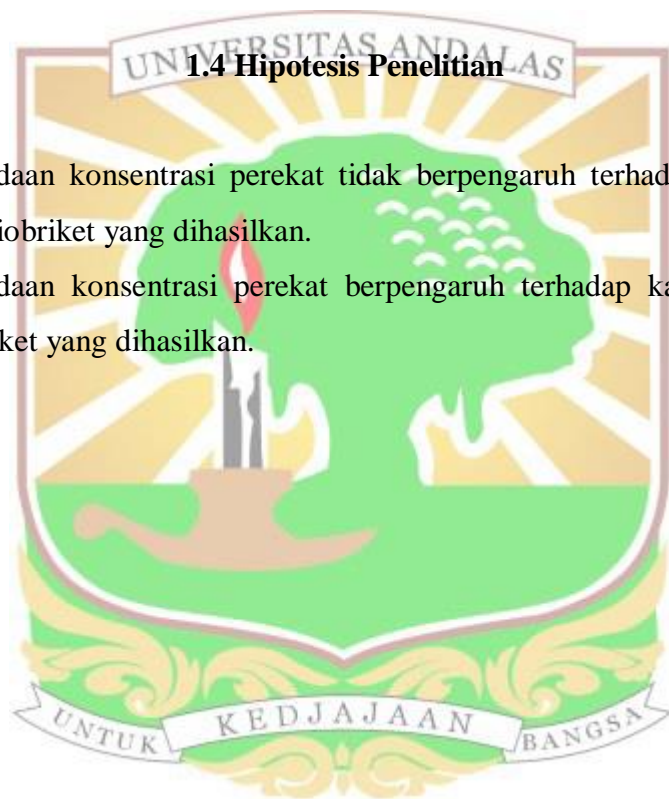 UNIVERSITAS ANDALAS
1.4 Hipotesis Penelitian
daan konsentrasi perekat tidak berpengaruh terhad
iobriket yang dihasilkan.
daan konsentrasi perekat berpengaruh terhadap ka
ket yang dihasilkan.
UNTUK KEDJAJAAN BANGSA